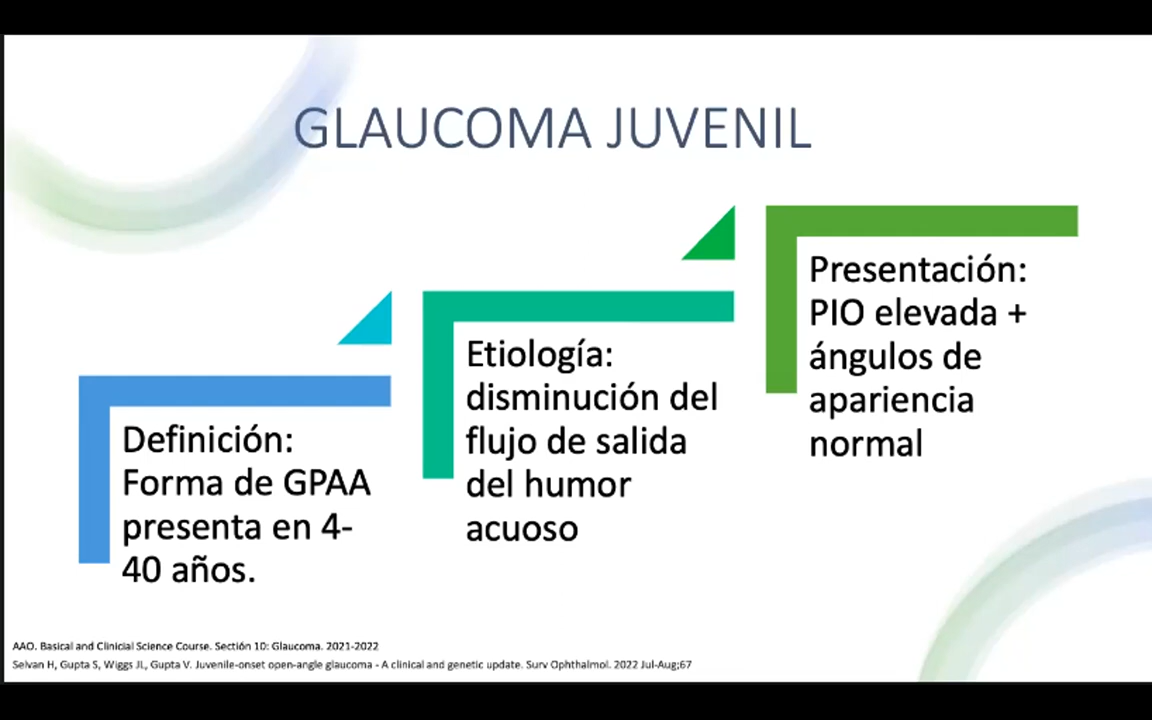 GLAUCOMA JUVENIL
Definición:
Forma de GPAA
presenta en 4-
40 años.
Etiología:
disminución del
flujo de salida
del humor
acuoso
Presentación:
PIO elevada +
ángulos de
apariencia
normal
AAO. Basical and Clinicial Science Course. Sectión 10: Glaucoma. 2021-2022
Selvan H, Gupta S, Wiggs JL, Gupta V. Juvenile-onset open-angle glaucoma - A clinical and genetic update. Surv Ophthalmol. 2022 Jul-Aug;67